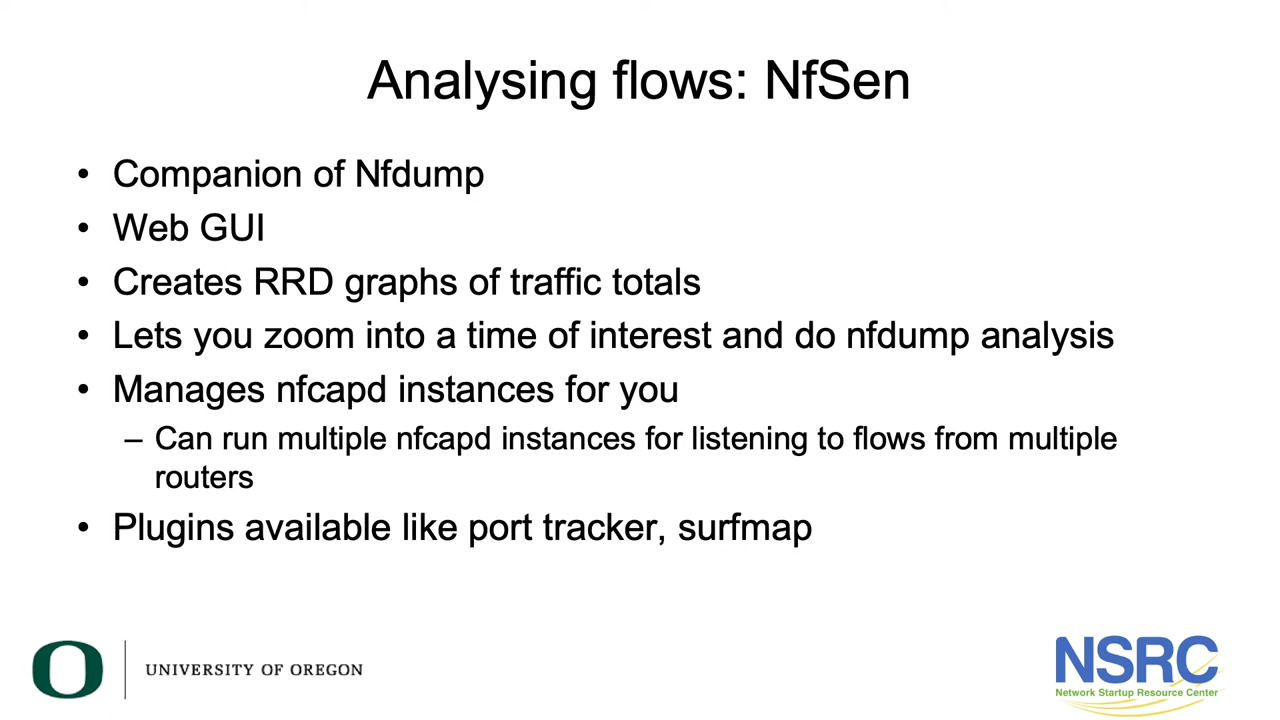 Analysing flows: NfSen
• Companion of Nfdump
• Web GUI
• Creates RRD graphs of traffic totals
• Lets you zoom into a time of interest and do nfdump analysis
• Manages nfcapd instances for you
– Can run multiple nfcapd instances for listening to flows from multiple
routers
• Plugins available like port tracker, surfmap
O
UNIVERSITY OF OREGON
NSRC
Network Startup Resource Center